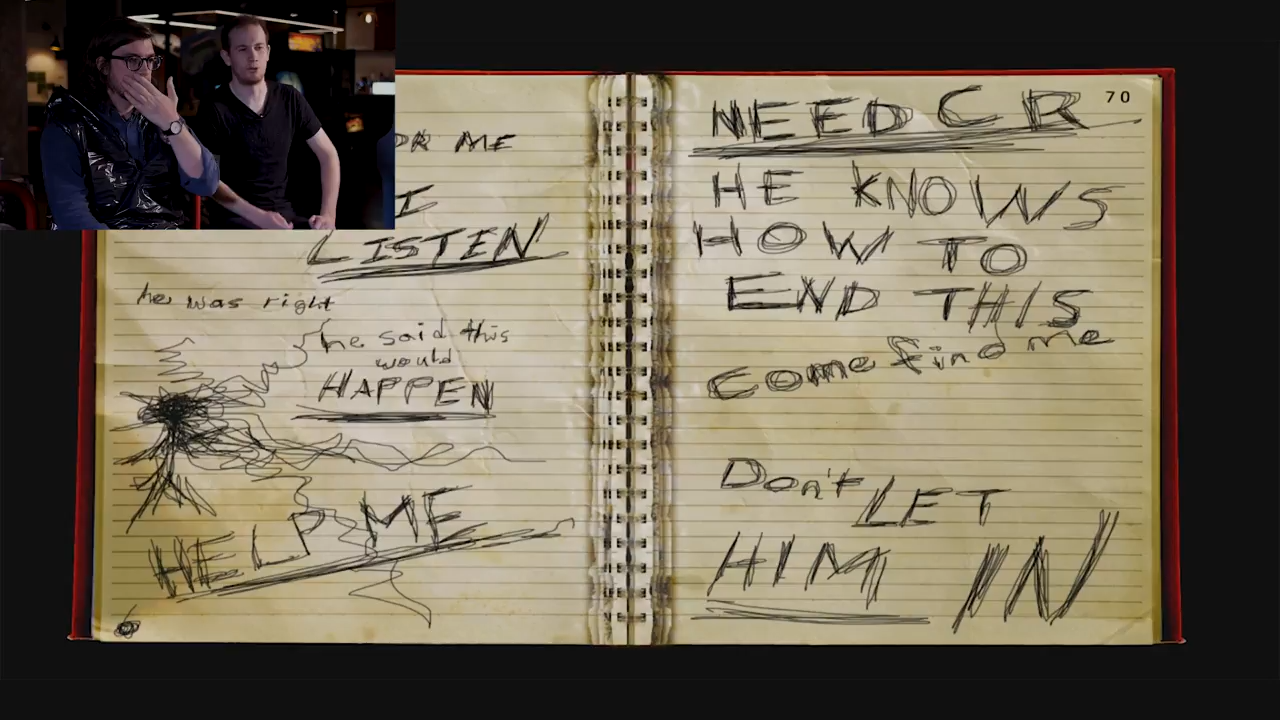 OR ME
I
LISTEN
he was right
he said this
would
HAPPEN
HELP ME
70
NEED CR
HE KNOWS
HOW TO
END THIS
come find me
Don't LET
HIM IN